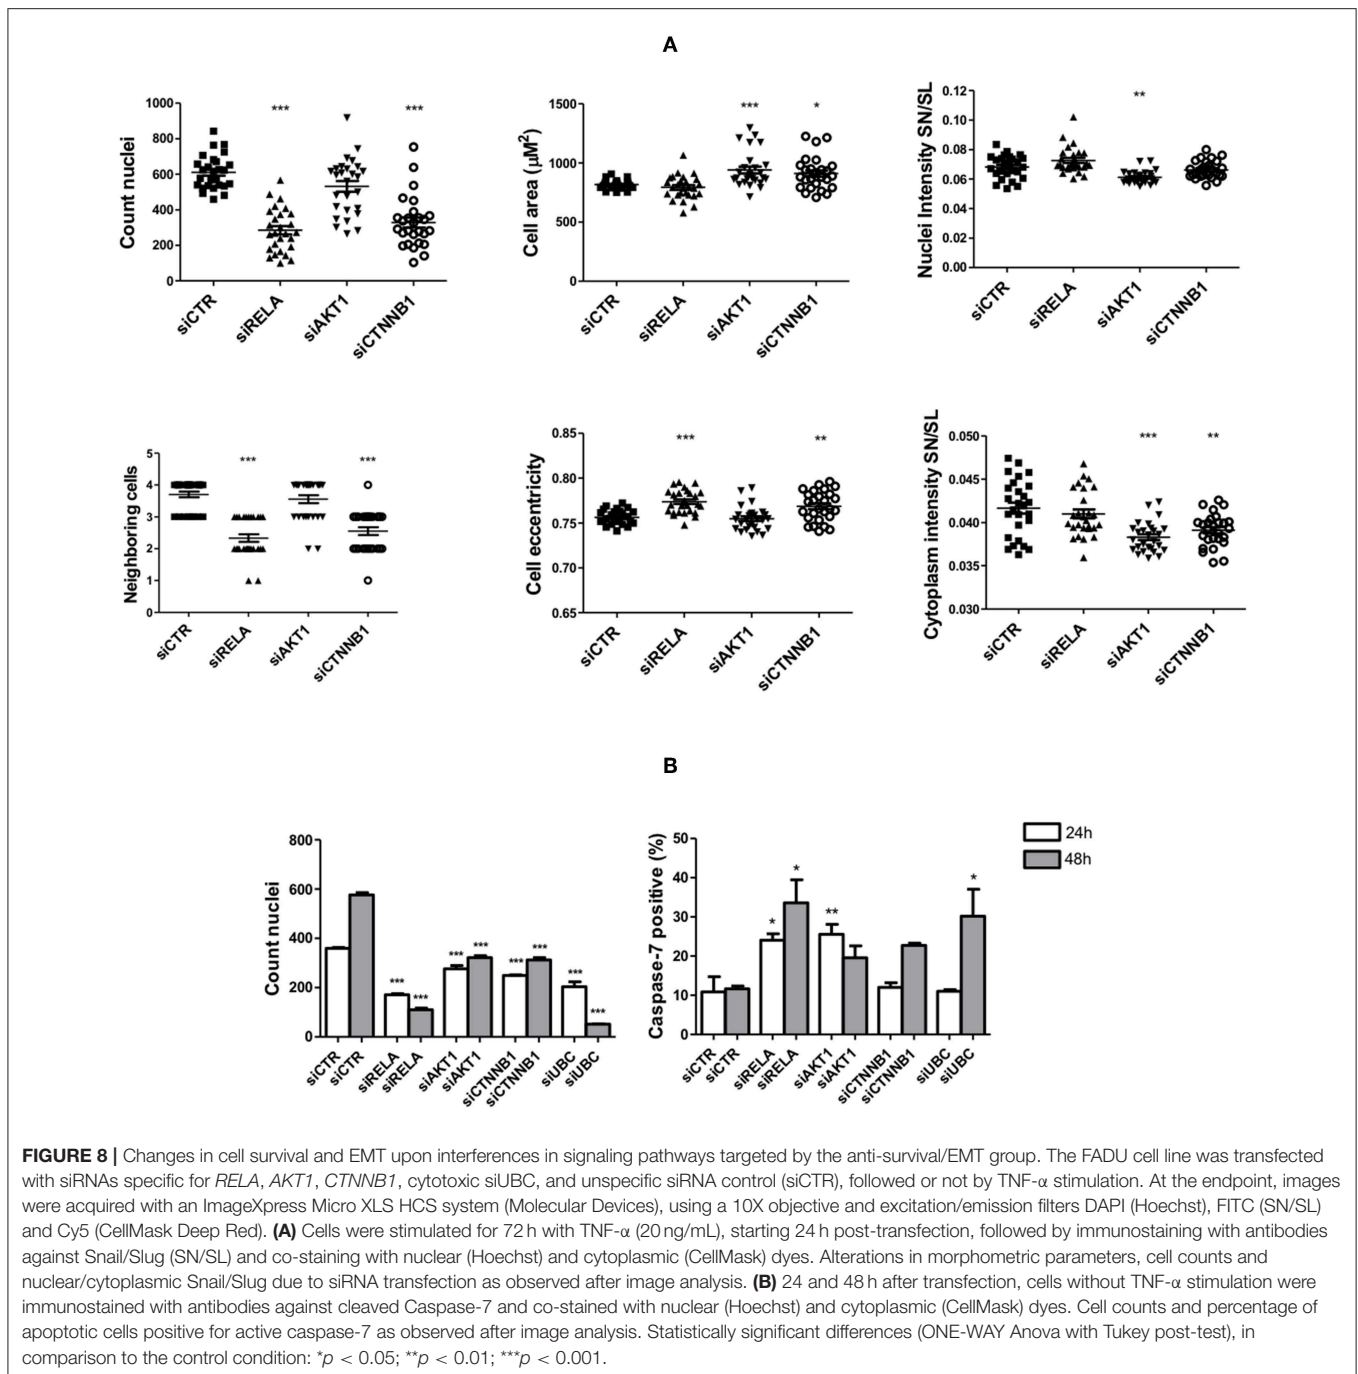 A
Count nuclei
1000
800
600
400
200
0
*** ***
siCTR
siRELA
siAKT1
siCTNNB1
Cell area (μM²)
1500
1000
500
0
*** *
siCTR
siRELA
siAKT1
siCTNNB1
Nuclei Intensity SN/SL
0.12
0.10
0.08
0.06
0.04
0.02
0.00
**
siCTR
siRELA
siAKT1
siCTNNB1
Neighboring cells
5
4
3
2
1
0
*** ***
siCTR
siRELA
siAKT1
siCTNNB1
Cell eccentricity
0.85
0.80
0.75
0.70
0.65
*** **
siCTR
siRELA
siAKT1
siCTNNB1
Cytoplasm intensity SN/SL
0.050
0.045
0.040
0.035
0.030
*** **
siCTR
siRELA
siAKT1
siCTNNB1
B
Count nuclei
800
600
400
200
0
*** *** *** *** *** *** *** ***
siCTR
siCTR
siRELA
siRELA
siAKT1
siAKT1
siCTNNB1
siCTNNB1
siUBC
siUBC
Caspase-7 positive (%)
50
40
30
20
10
0
* * ** *
siCTR
siCTR
siRELA
siRELA
siAKT1
siAKT1
siCTNNB1
siCTNNB1
siUBC
siUBC
24h
48h
FIGURE 8 | Changes in cell survival and EMT upon interferences in signaling pathways targeted by the anti-survival/EMT group. The FADU cell line was transfected
with siRNAs specific for RELA, AKT1, CTNNB1, cytotoxic siUBC, and unspecific siRNA control (siCTR), followed or not by TNF-α stimulation. At the endpoint, images
were acquired with an ImageXpress Micro XLS HCS system (Molecular Devices), using a 10X objective and excitation/emission filters DAPI (Hoechst), FITC (SN/SL)
and Cy5 (CellMask Deep Red). (A) Cells were stimulated for 72 h with TNF-α (20 ng/mL), starting 24 h post-transfection, followed by immunostaining with antibodies
against Snail/Slug (SN/SL) and co-staining with nuclear (Hoechst) and cytoplasmic (CellMask) dyes. Alterations in morphometric parameters, cell counts and
nuclear/cytoplasmic Snail/Slug due to siRNA transfection as observed after image analysis. (B) 24 and 48 h after transfection, cells without TNF-α stimulation were
immunostained with antibodies against cleaved Caspase-7 and co-stained with nuclear (Hoechst) and cytoplasmic (CellMask) dyes. Cell counts and percentage of
apoptotic cells positive for active caspase-7 as observed after image analysis. Statistically significant differences (ONE-WAY Anova with Tukey post-test), in
comparison to the control condition: *p < 0.05; **p < 0.01; ***p < 0.001.